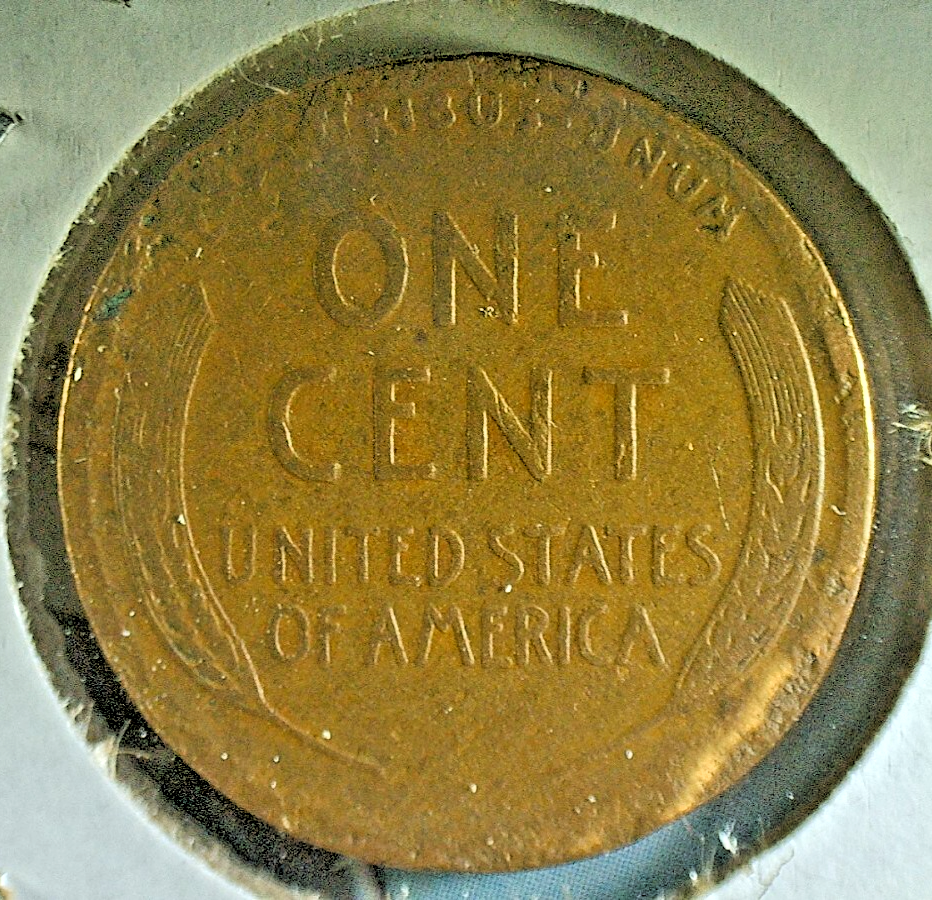 UNUM
ONE
CENT
UNITED STATES
OF AMERICA